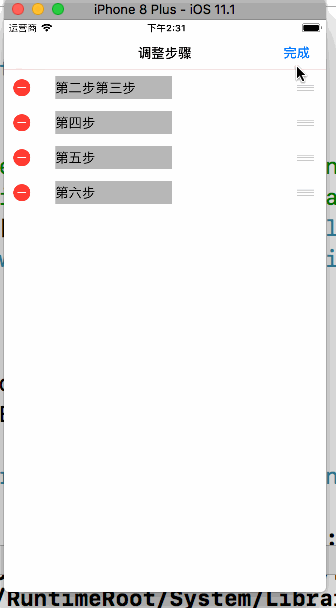 iPhone 8 Plus - iOS 11.1
运营商 下午2:31
调整步骤 完成
第二步第三步
第四步
第五步
第六步
/RuntimeRoot/System/Libra